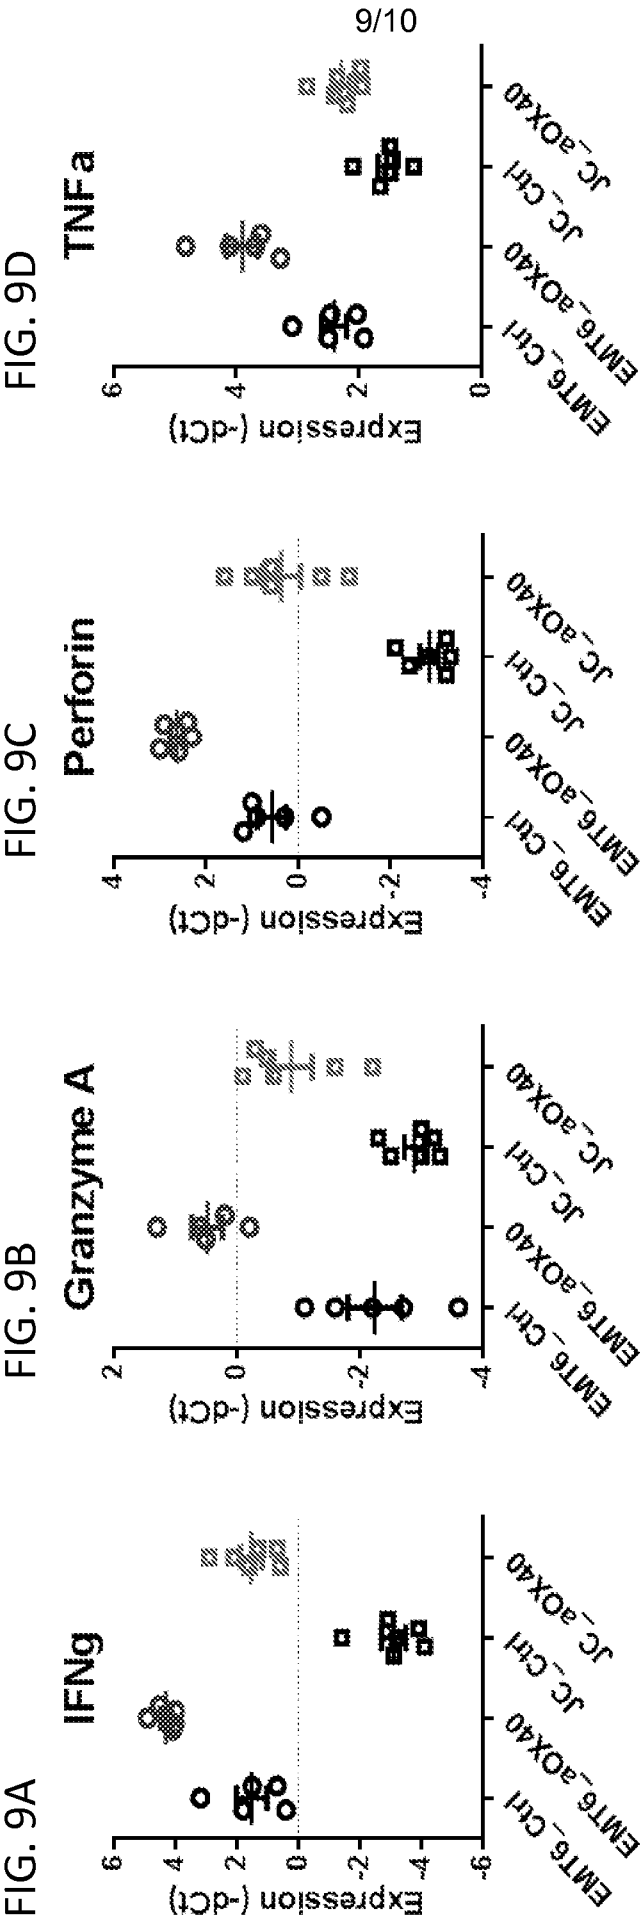 9/10
FIG. 9A
IFNg
Expression (-dCt)
6
4
2
0
-2
-4
-6
EMT6_Ctrl
EMT6_aOX40
JC_Ctrl
JC_aOX40
FIG. 9B
Granzyme A
Expression (-dCt)
2
0
-2
-4
EMT6_Ctrl
EMT6_aOX40
JC_Ctrl
JC_aOX40
FIG. 9C
Perforin
Expression (-dCt)
4
2
0
-2
-4
EMT6_Ctrl
EMT6_aOX40
JC_Ctrl
JC_aOX40
FIG. 9D
TNFa
Expression (-dCt)
6
4
2
0
EMT6_Ctrl
EMT6_aOX40
JC_Ctrl
JC_aOX40